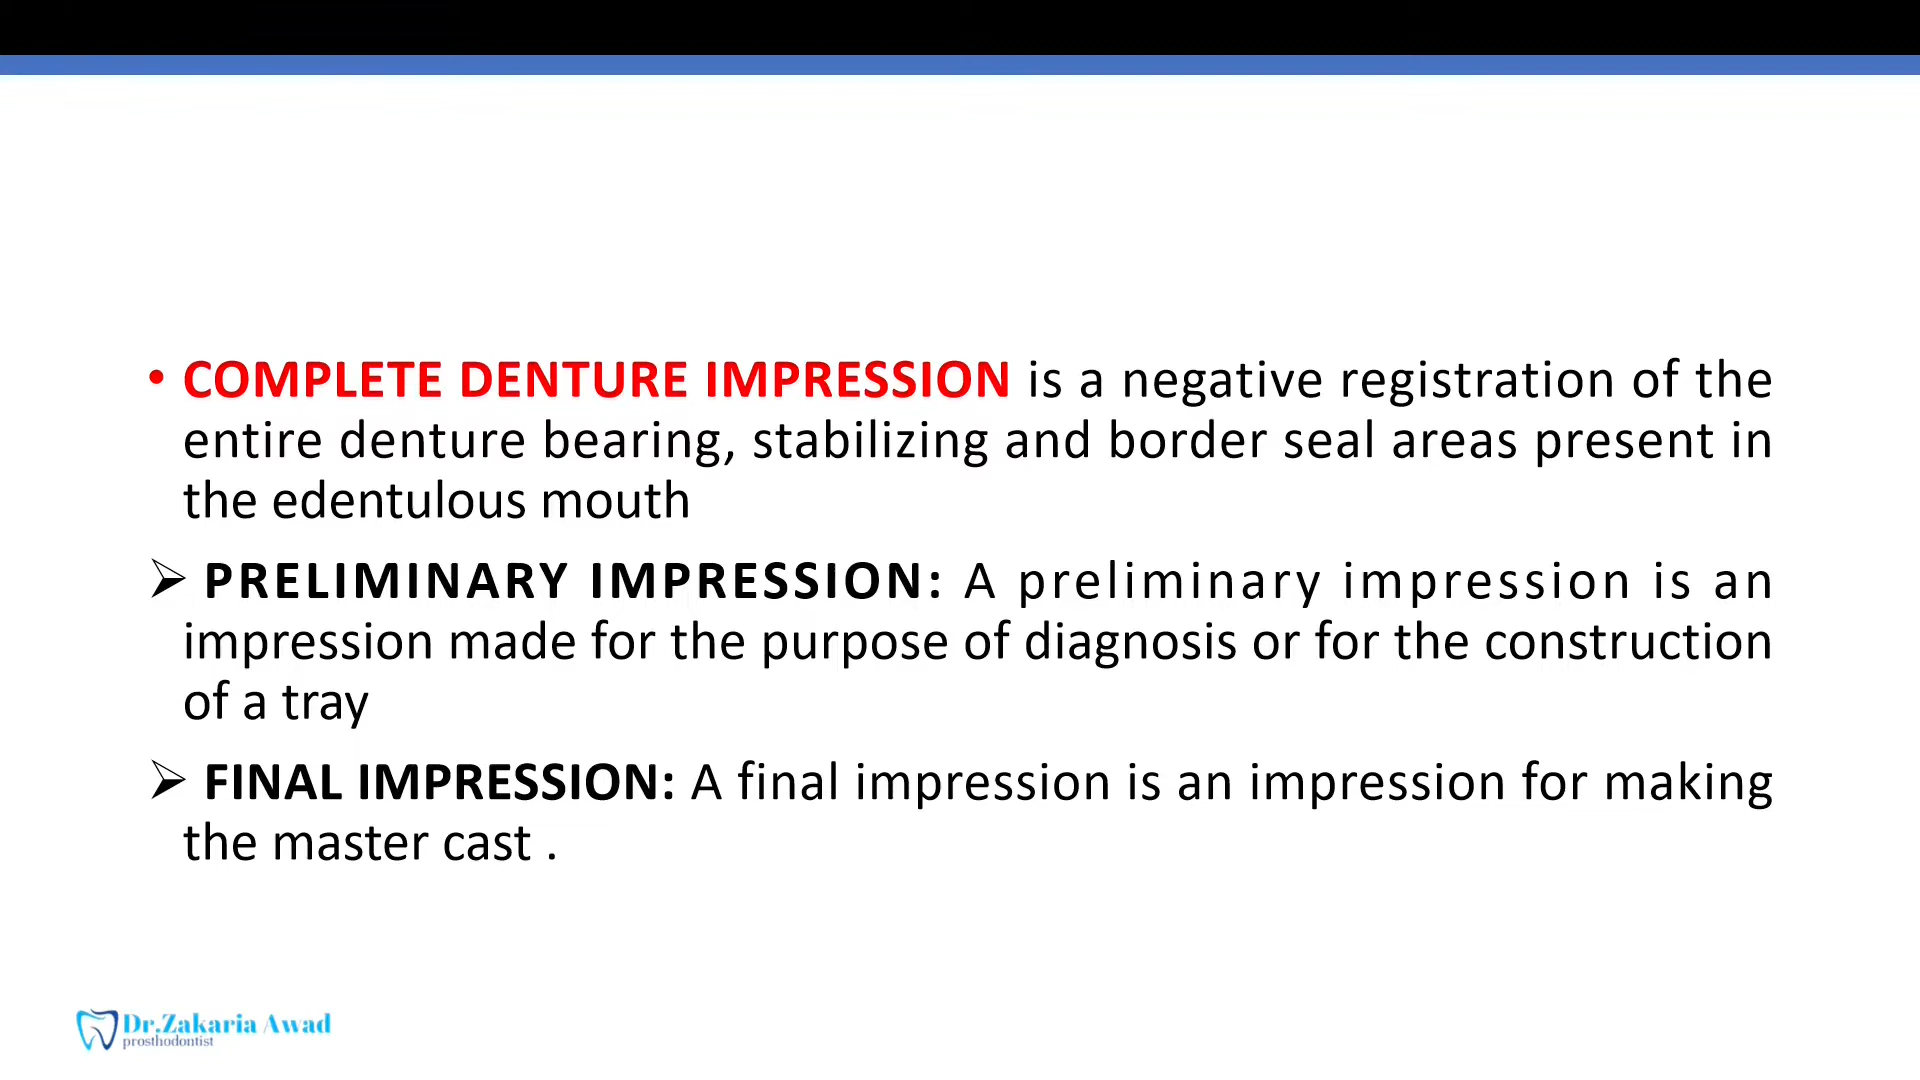 • COMPLETE DENTURE IMPRESSION is a negative registration of the
entire denture bearing, stabilizing and border seal areas present in
the edentulous mouth
➢ PRELIMINARY IMPRESSION: A preliminary impression is an
impression made for the purpose of diagnosis or for the construction
of a tray
➢ FINAL IMPRESSION: A final impression is an impression for making
the master cast .
Dr.Zakaria Awad
prosthodontist